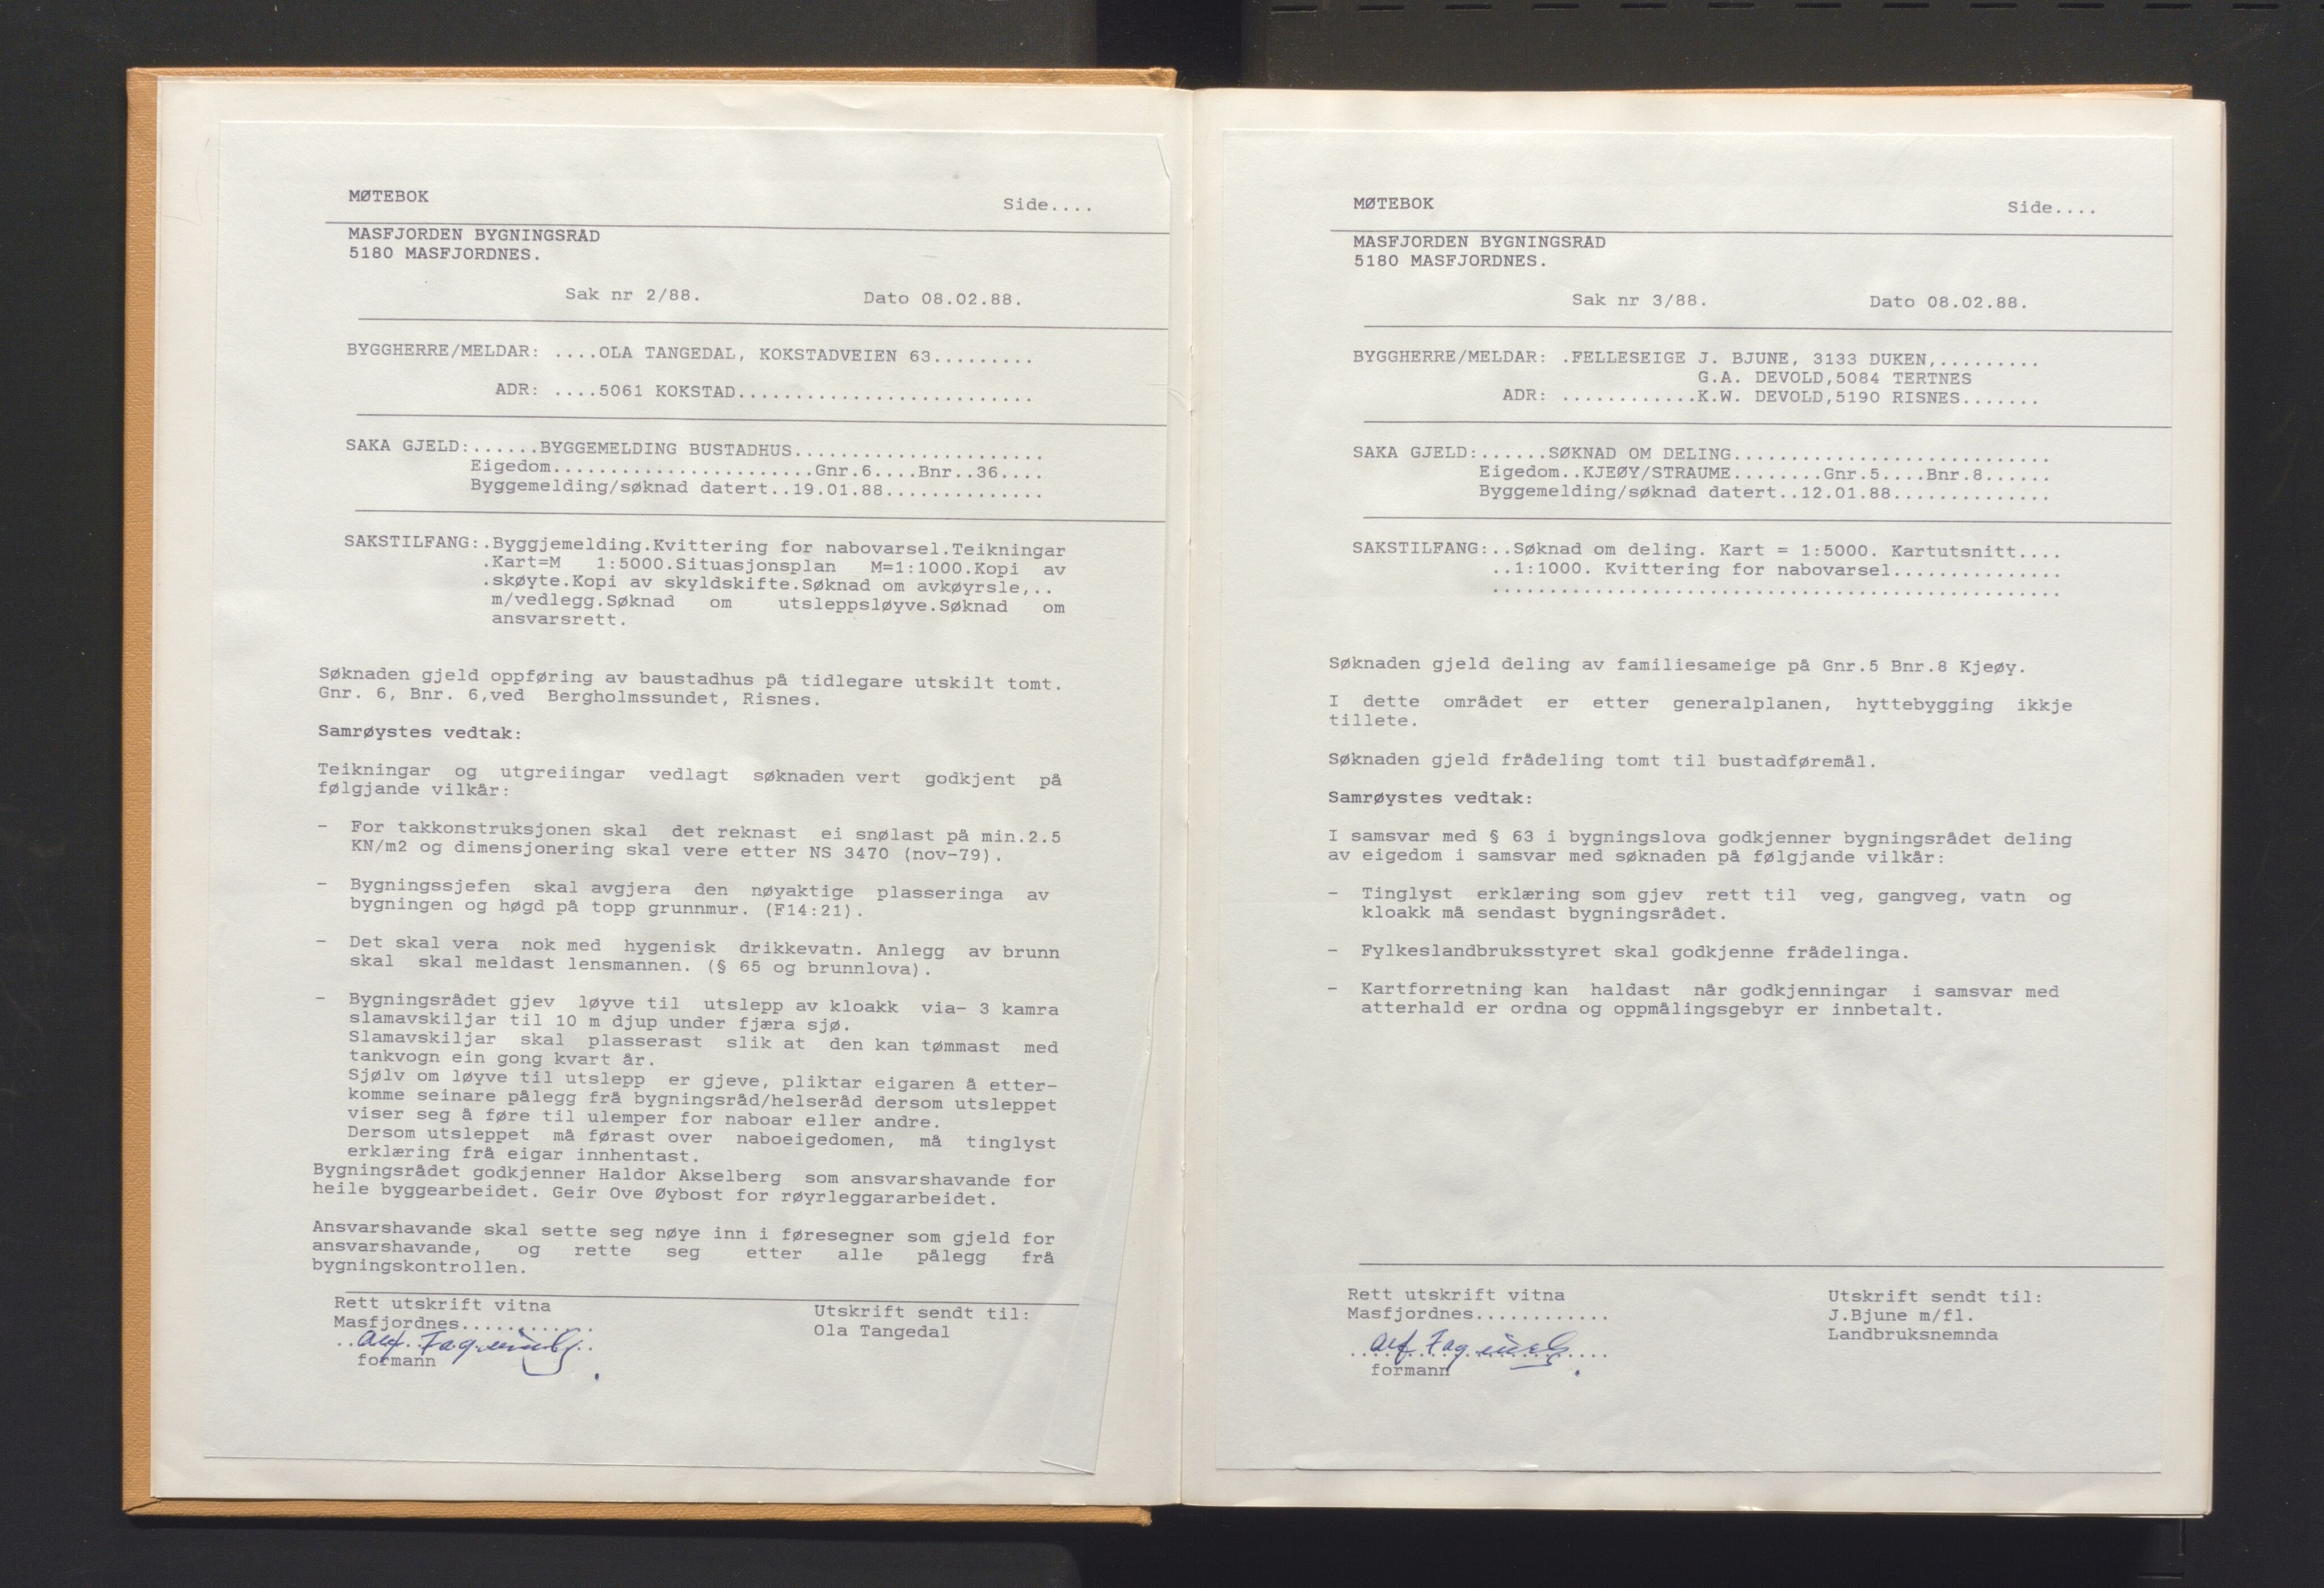 MØTEBOK
Side....
MASFJORDEN BYGNINGSRAD
5180 MASFJORDNES.
Sak nr 2/88. Dato 08.02.88.
BYGGHERRE/MELDAR: ....OLA TANGEDAL, KOKSTADVEIEN 63.........
ADR: ....5061 KOKSTAD..........................
SAKA GJELD:......BYGGEMELDING BUSTADHUS......................
Eigedom.......................Gnr.6....Bnr..36....
Byggemelding/søknad datert..19.01.88..............
SAKSTILFANG:.Byggjemelding.Kvittering for nabovarsel.Teikningar
.Kart=M 1:5000.Situasjonsplan M=1:1000.Kopi av
.skøyte.Kopi av skyldskifte.Søknad om avkøyrsle,..
m/vedlegg.Søknad om utsleppsløyve.Søknad om
ansvarsrett.
Søknaden gjeld oppføring av baustadhus på tidlegare utskilt tomt.
Gnr. 6, Bnr. 6,ved Bergholmssundet, Risnes.
Samrøystes vedtak:
Teikningar og utgreiingar vedlagt søknaden vert godkjent på
følgjande vilkår:
- For takkonstruksjonen skal det reknast ei snølast på min.2.5
KN/m2 og dimensjonering skal vere etter NS 3470 (nov-79).
- Bygningssjefen skal avgjera den nøyaktige plasseringa av
bygningen og høgd på topp grunnmur. (F14:21).
- Det skal vera nok med hygenisk drikkevatn. Anlegg av brunn
skal skal meldast lensmannen. (§ 65 og brunnlova).
- Bygningsrådet gjev løyve til utslepp av kloakk via- 3 kamra
slamavskiljar til 10 m djup under fjæra sjø.
Slamavskiljar skal plasserast slik at den kan tømmast med
tankvogn ein gong kvart år.
Sjølv om løyve til utslepp er gjeve, pliktar eigaren å etter-
komme seinare pålegg frå bygningsråd/helseråd dersom utsleppet
viser seg å føre til ulemper for naboar eller andre.
Dersom utsleppet må førast over naboeigedomen, må tinglyst
erklæring frå eigar innhentast.
Bygningsrådet godkjenner Haldor Akselberg som ansvarshavande for
heile byggearbeidet. Geir Ove Øybost for røyrleggararbeidet.
Ansvarshavande skal sette seg nøye inn i føresegner som gjeld for
ansvarshavande, og rette seg etter alle pålegg frå
bygningskontrollen.
Rett utskrift vitna
Masfjordnes............
Utskrift sendt til:
Ola Tangedal
formann
MØTEBOK
Side....
MASFJORDEN BYGNINGSRAD
5180 MASFJORDNES.
Sak nr 3/88. Dato 08.02.88.
BYGGHERRE/MELDAR: .FELLESEIGE J. BJUNE, 3133 DUKEN,.........
G.A. DEVOLD,5084 TERTNES
ADR: ............K.W. DEVOLD,5190 RISNES.......
SAKA GJELD:......SØKNAD OM DELING............................
Eigedom..KJEØY/STRAUME........Gnr.5....Bnr.8......
Byggemelding/søknad datert..12.01.88..............
SAKSTILFANG:..Søknad om deling. Kart = 1:5000. Kartutsnitt....
..1:1000. Kvittering for nabovarsel...............
..................................................
Søknaden gjeld deling av familiesameige på Gnr.5 Bnr.8 Kjeøy.
I dette området er etter generalplanen, hyttebygging ikkje
tillete.
Søknaden gjeld frådeling tomt til bustadføremål.
Samrøystes vedtak:
I samsvar med § 63 i bygningslova godkjenner bygningsrådet deling
av eigedom i samsvar med søknaden på følgjande vilkår:
- Tinglyst erklæring som gjev rett til veg, gangveg, vatn og
kloakk må sendast bygningsrådet.
- Fylkeslandbruksstyret skal godkjenne frådelinga.
- Kartforretning kan haldast når godkjenningar i samsvar med
atterhald er ordna og oppmålingsgebyr er innbetalt.
Rett utskrift vitna
Masfjordnes............
Utskrift sendt til:
J.Bjune m/fl.
Landbruksnemnda
formann